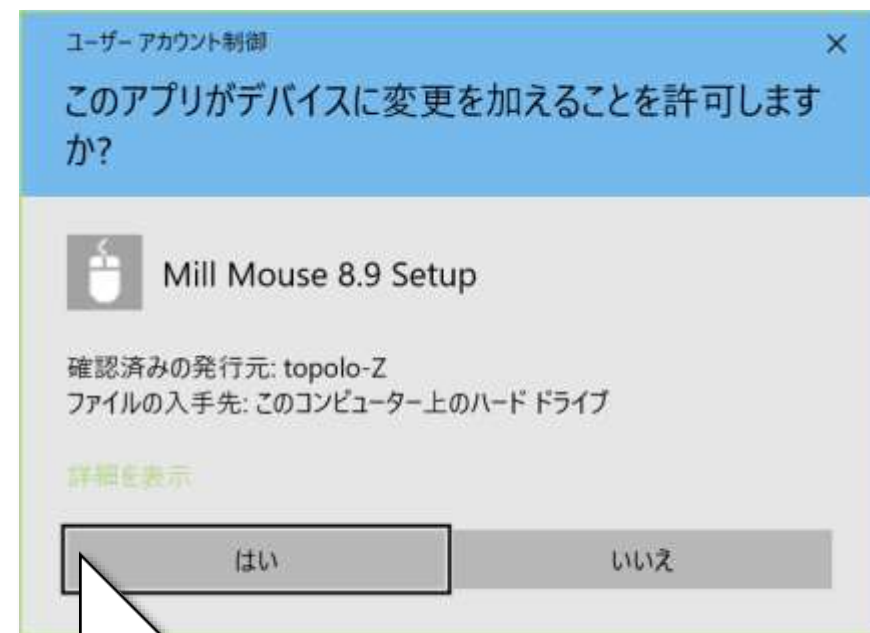 ユーザー アカウント制御
このアプリがデバイスに変更を加えることを許可します
か?
Mill Mouse 8.9 Setup
確認済みの発行元: topolo-Z
ファイルの入手先: このコンピューター上のハード ドライブ
詳細を表示
はい
いいえ